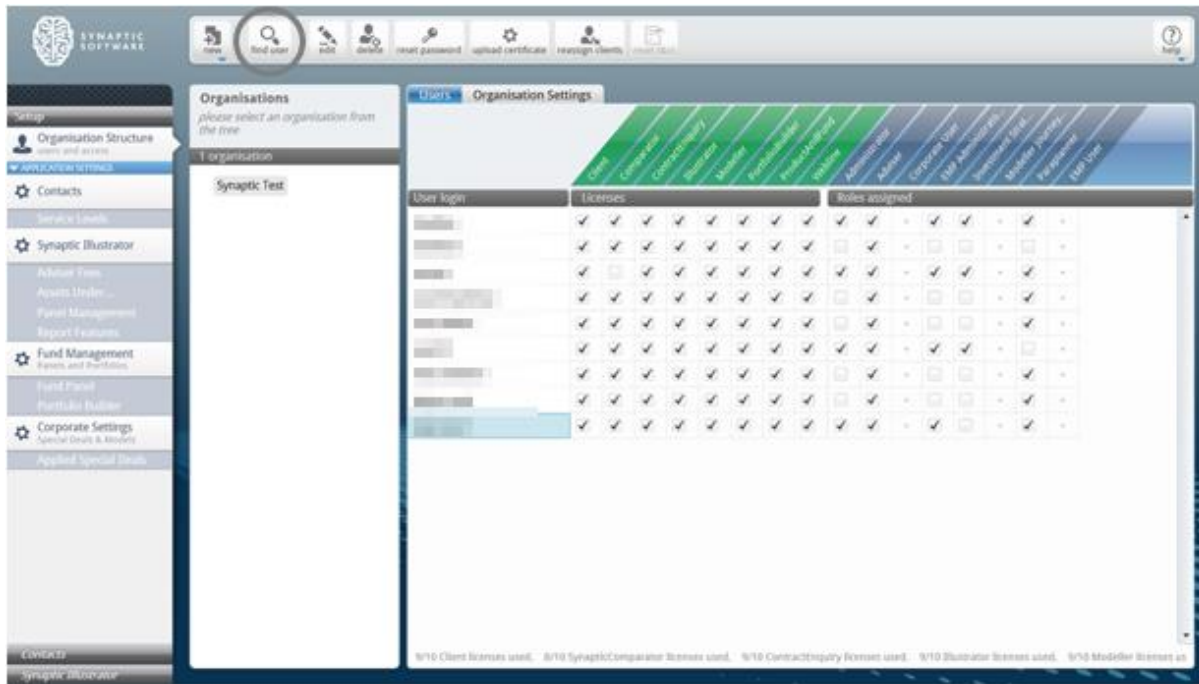 SYNAPTIC
SOFTWARE
new
find user
edit
delete
reset password
upload certificate
reassign clients
help
Setup
Organisation Structure
users and access
APPLICATION SETTINGS
Contacts
Service Levels
Synaptic Illustrator
Adviser Fees
Assets Under...
Panel Management
Report Features
Fund Management
Panels and Portfolios
Fund Panel
Portfolio Builder
Corporate Settings
Special Deals & Models
Applied Special Deals
Contacts
Synaptic Illustrator
Organisations
please select an organisation from
the tree
1 organisation
Synaptic Test
Users
Organisation Settings
Client
Comparator
ContractEnquiry
Illustrator
Modeller
PortfolioBuilder
ProductAndFund
Webline
Administrator
Adviser
Corporate User
EMP Administrati...
Investment Strat...
Modeller Journey...
Paraplanner
EMP User
User login
Licenses
Roles assigned
9/10 Client licenses used, 8/10 SynapticComparator licenses used, 9/10 ContractEnquiry licenses used, 9/10 Illustrator licenses used, 9/10 Modeller licenses us